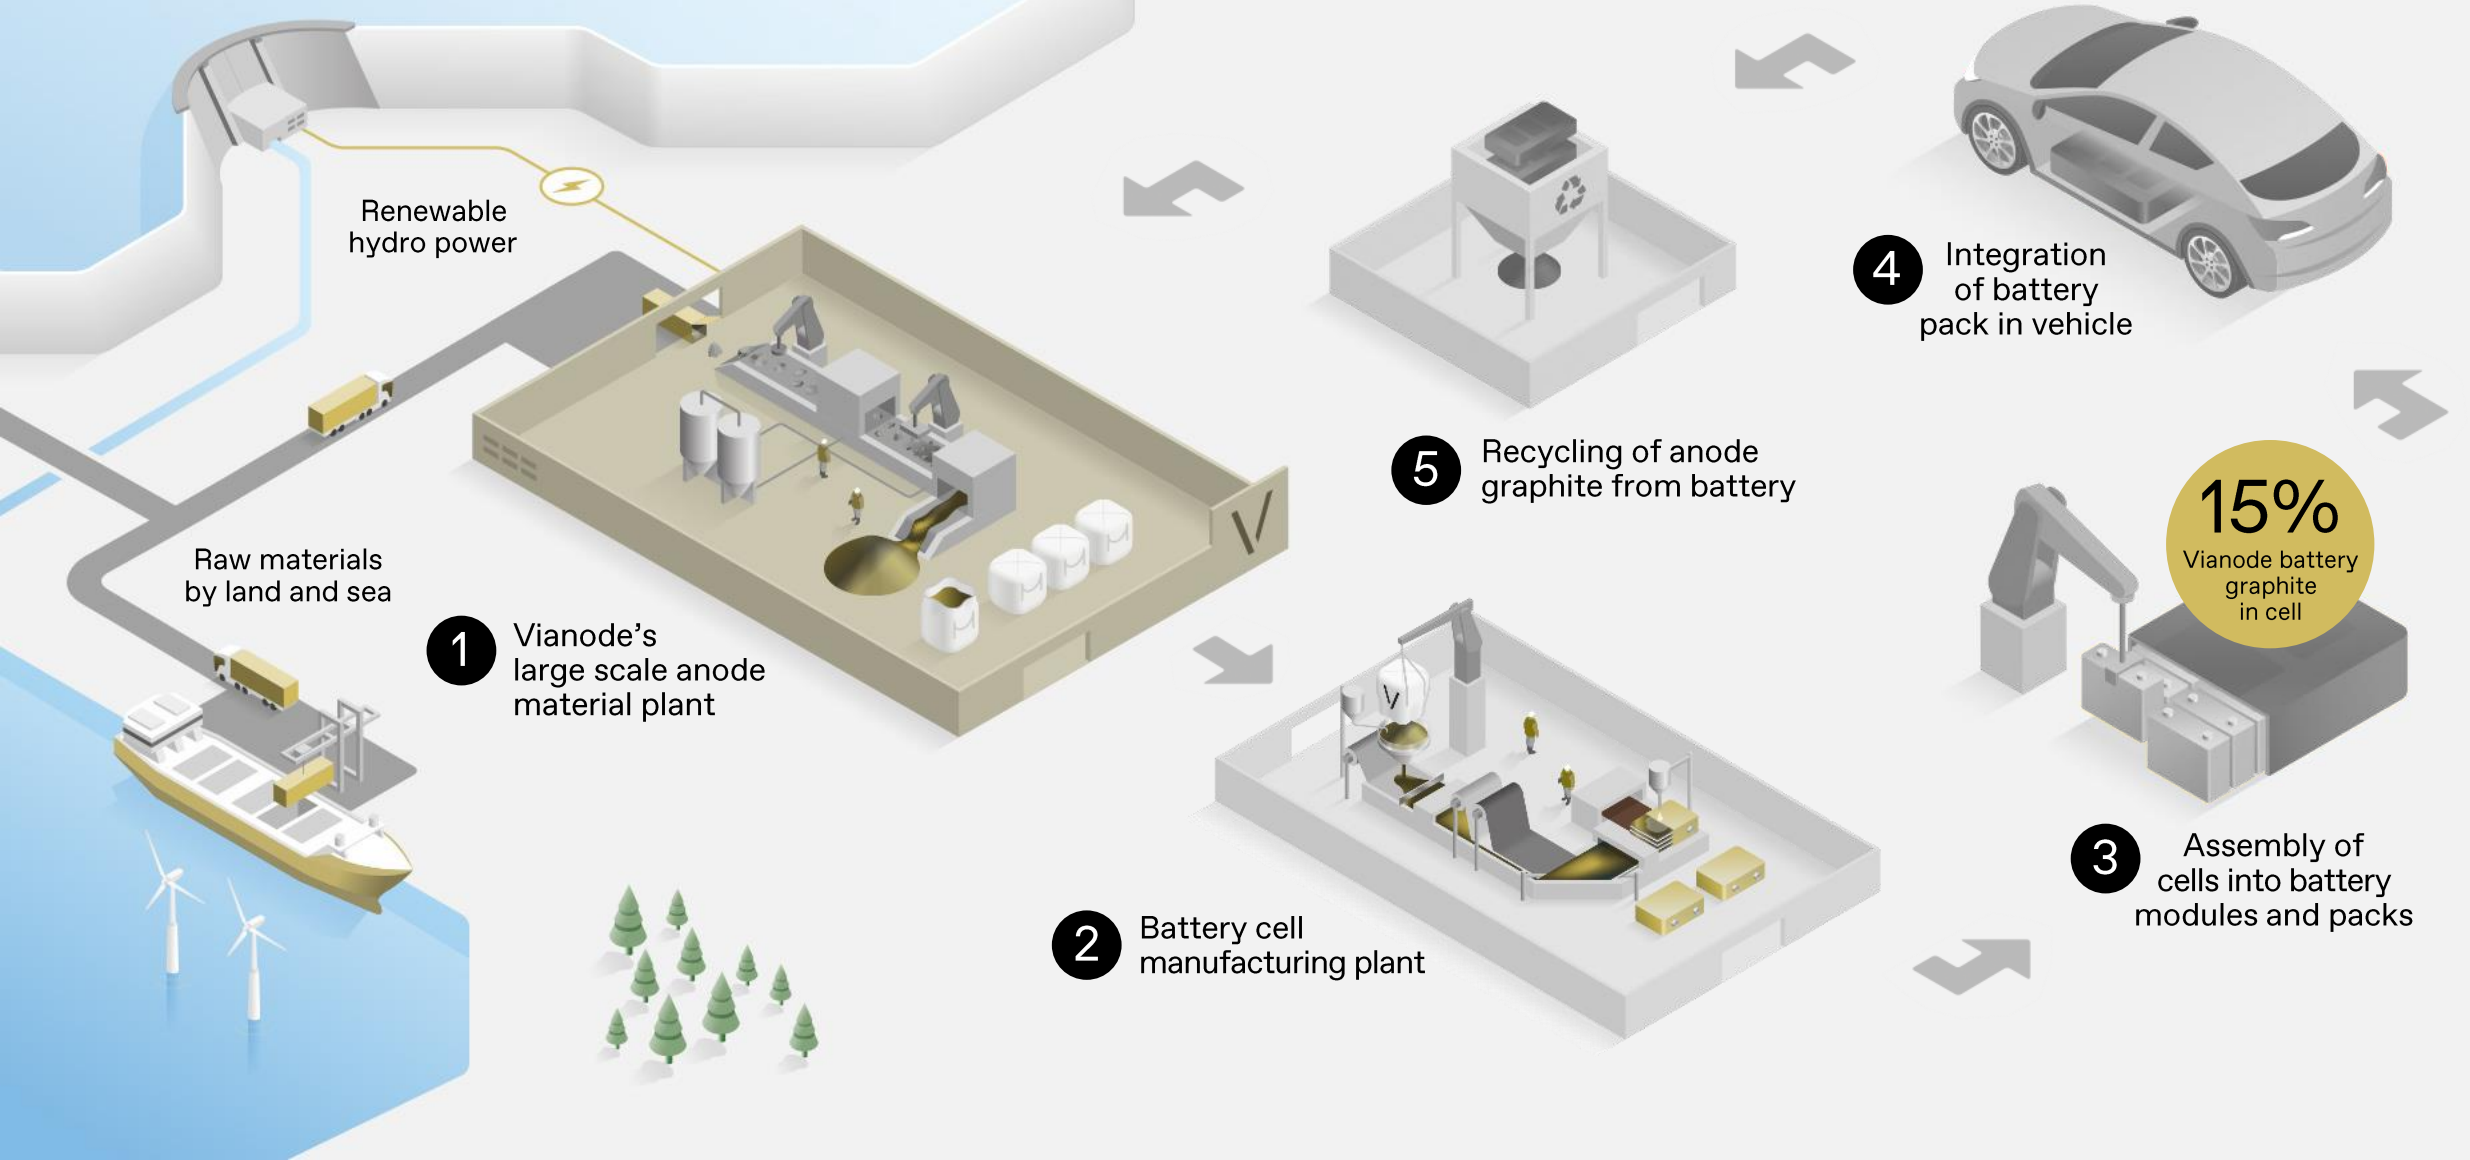 Renewable
hydro power
Raw materials
by land and sea
1
Vianode’s
large scale anode
material plant
V
2
Battery cell
manufacturing plant
V
3
Assembly of
cells into battery
modules and packs
15%
Vianode battery
graphite
in cell
4
Integration
of battery
pack in vehicle
5
Recycling of anode
graphite from battery